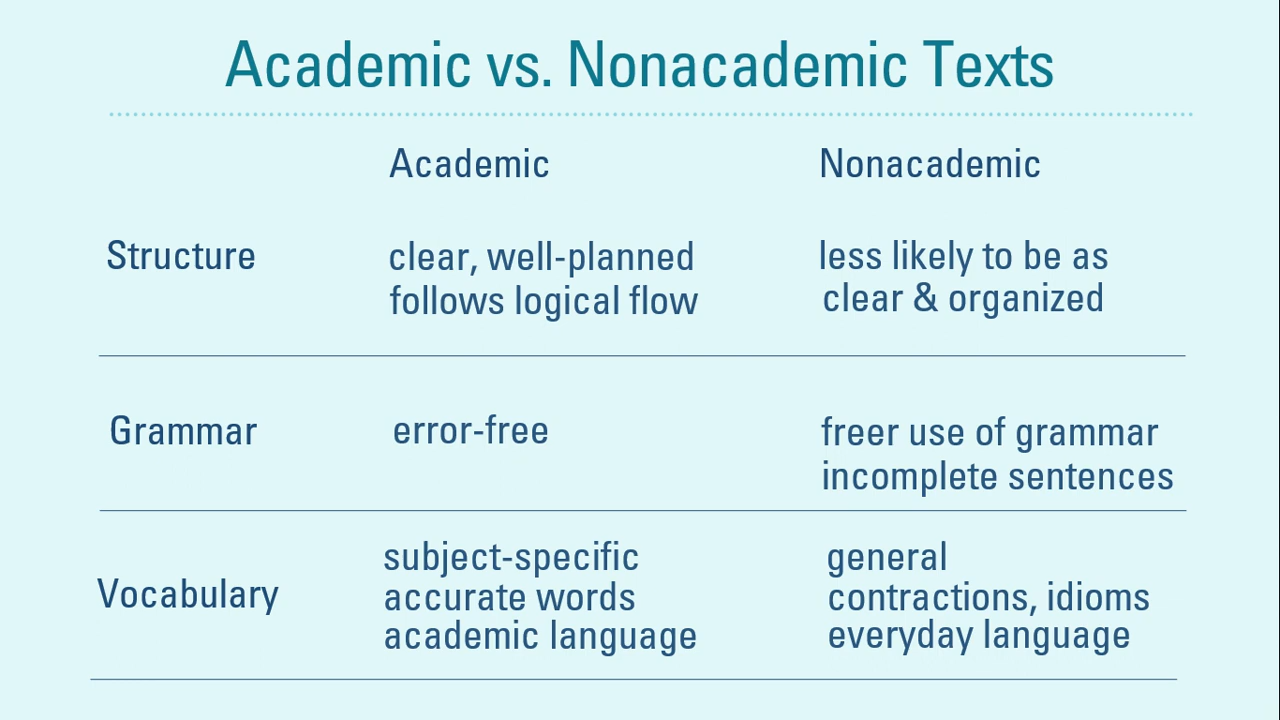 Academic vs. Nonacademic Texts
Academic
Nonacademic
Structure
clear, well-planned
follows logical flow
less likely to be as
clear & organized
Grammar
error-free
freer use of grammar
incomplete sentences
Vocabulary
subject-specific
accurate words
academic language
general
contractions, idioms
everyday language